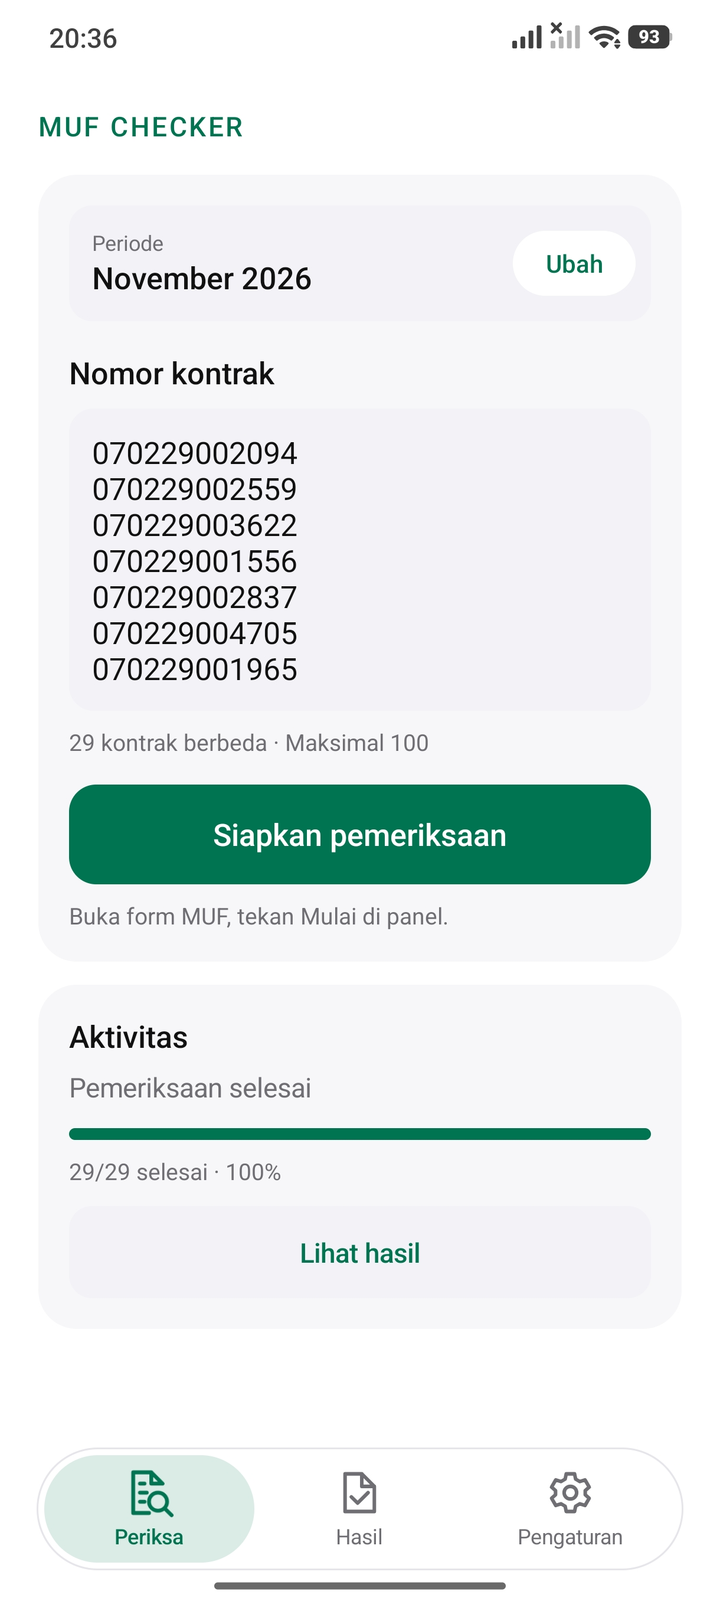 20:36
93
MUF CHECKER
Periode
November 2026
Ubah
Nomor kontrak
070229002094
070229002559
070229003622
070229001556
070229002837
070229004705
070229001965
29 kontrak berbeda · Maksimal 100
Siapkan pemeriksaan
Buka form MUF, tekan Mulai di panel.
Aktivitas
Pemeriksaan selesai
29/29 selesai · 100%
Lihat hasil
Periksa
Hasil
Pengaturan